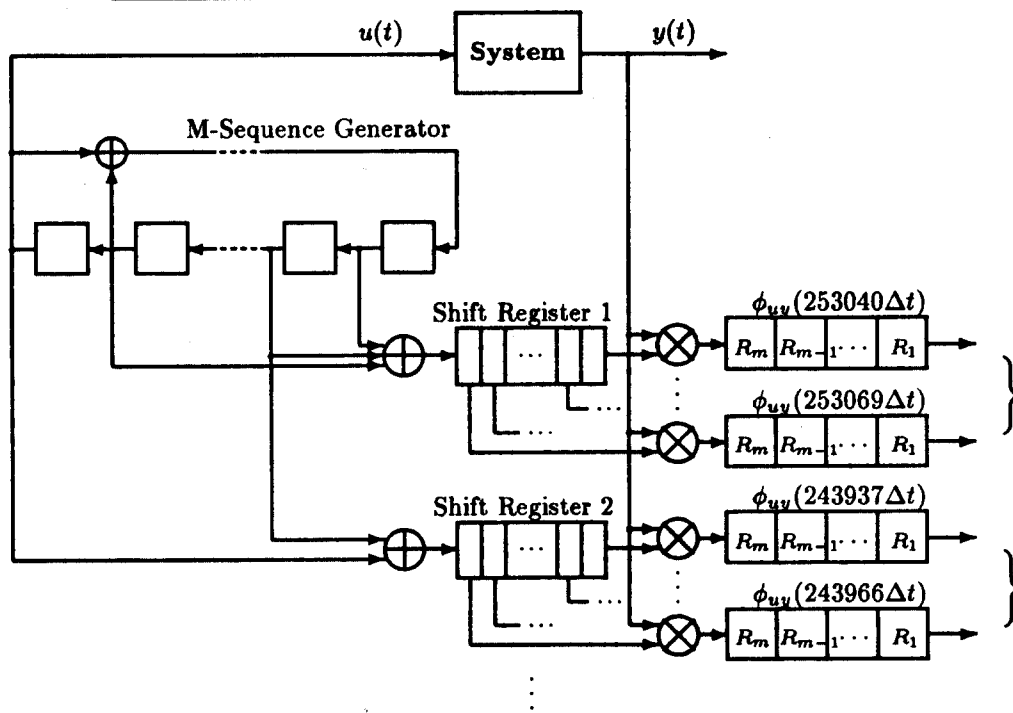 u(t)
System
y(t)
M-Sequence Generator
Shift Register 1
...
...
...
ϕuy(253040Δt)
Rm Rm−1 ... R1
ϕuy(253069Δt)
Rm Rm−1 ... R1
Shift Register 2
...
...
...
ϕuy(243937Δt)
Rm Rm−1 ... R1
ϕuy(243966Δt)
Rm Rm−1 ... R1